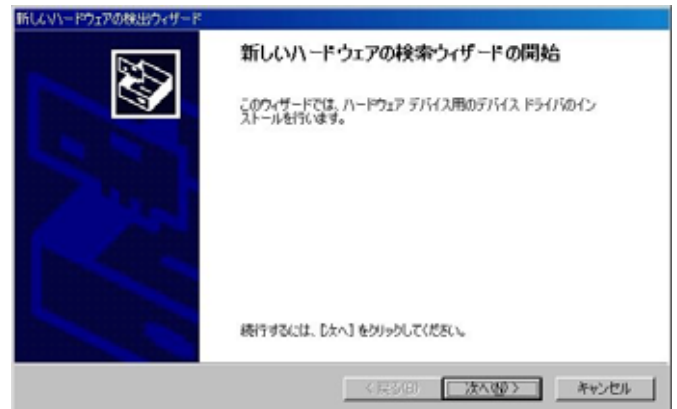 新しいハードウェアの検出ウィザード
新しいハードウェアの検索ウィザードの開始
このウィザードでは、ハードウェア デバイス用のデバイス ドライバのイン
ストールを行います。
続行するには、[次へ] をクリックしてください。
< 戻る(B)
次へ(N) >
キャンセル